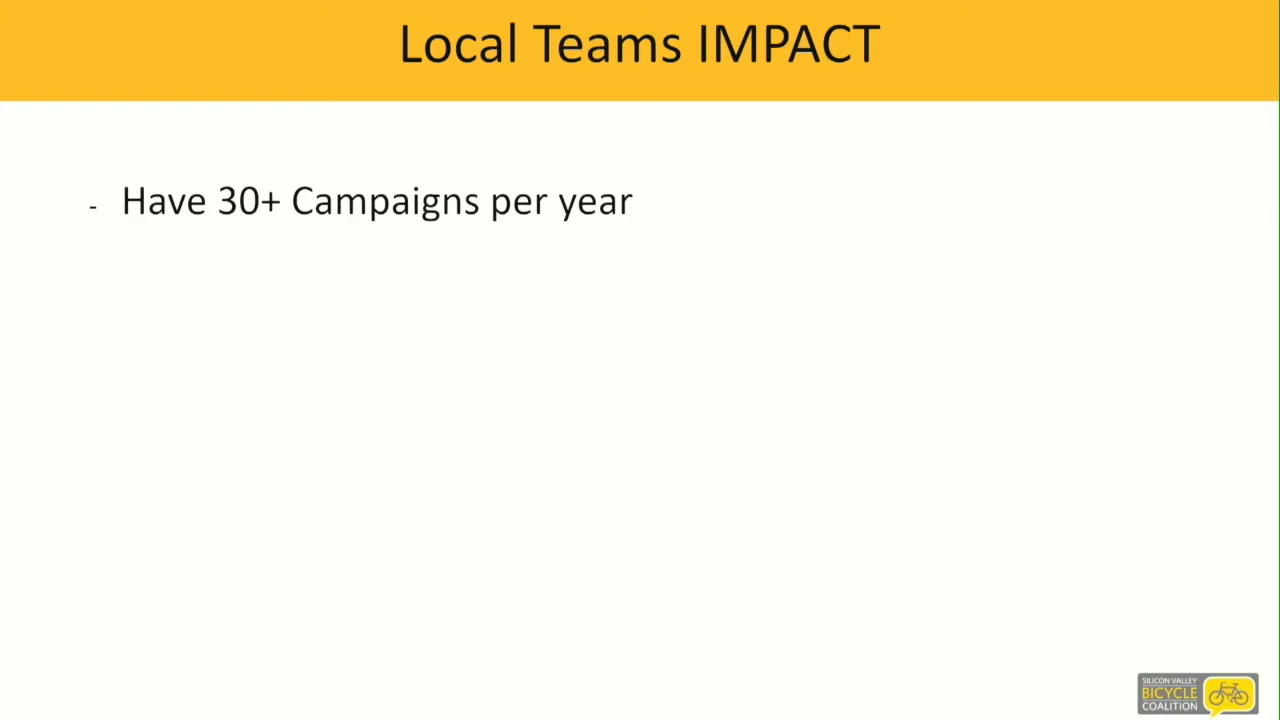 Local Teams IMPACT
- Have 30+ Campaigns per year
SILICON VALLEY
BICYCLE
COALITION